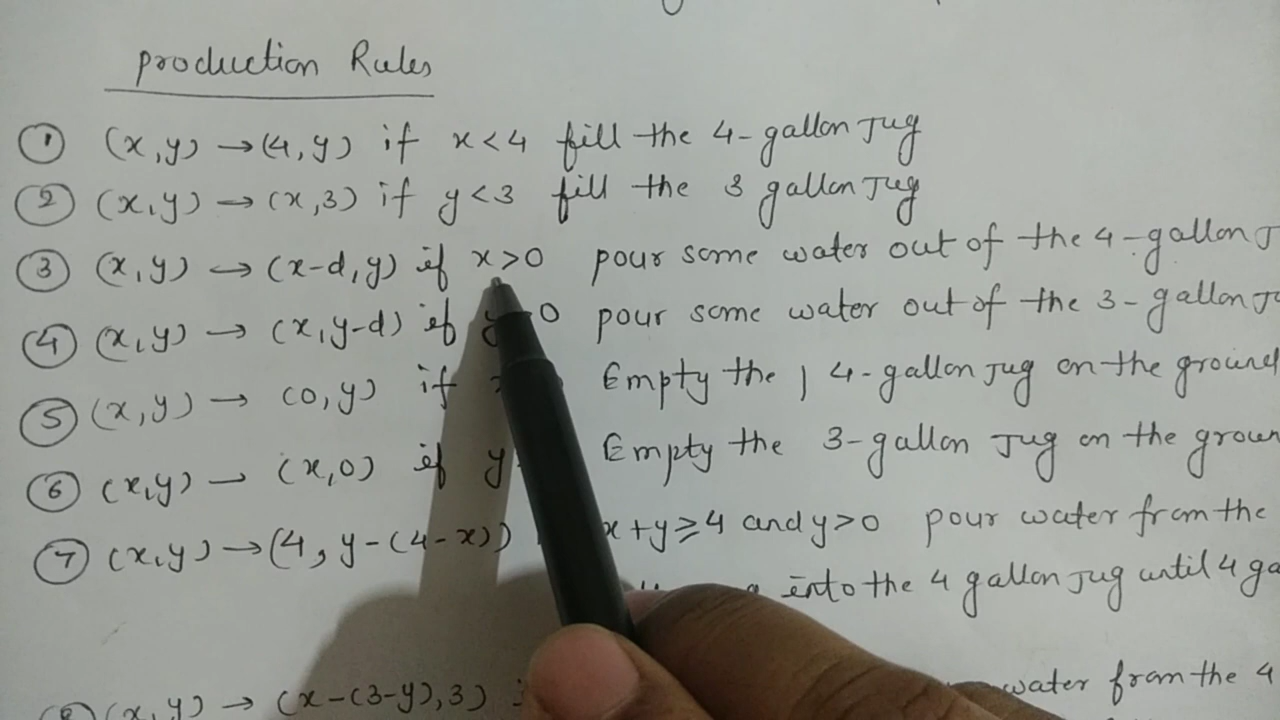 production Rules
① (x,y) → (4,y) if x<4 fill the 4-gallon Jug
② (x,y) → (x,3) if y<3 fill the 3 gallon Jug
③ (x,y) → (x-d,y) if x>0 pour some water out of the 4-gallon J
④ (x,y) → (x,y-d) if y 0 pour some water out of the 3-gallon J
⑤ (x,y) → (0,y) if Empty the 4-gallon Jug on the ground
⑥ (x,y) → (x,0) if y Empty the 3-gallon Jug on the groun
⑦ (x,y) → (4, y-(4-x)) x+y≥4 and y>0 pour water from the
into the 4 gallon Jug until 4 ga
⑧ (x,y) → (x-(3-y),3) water from the 4